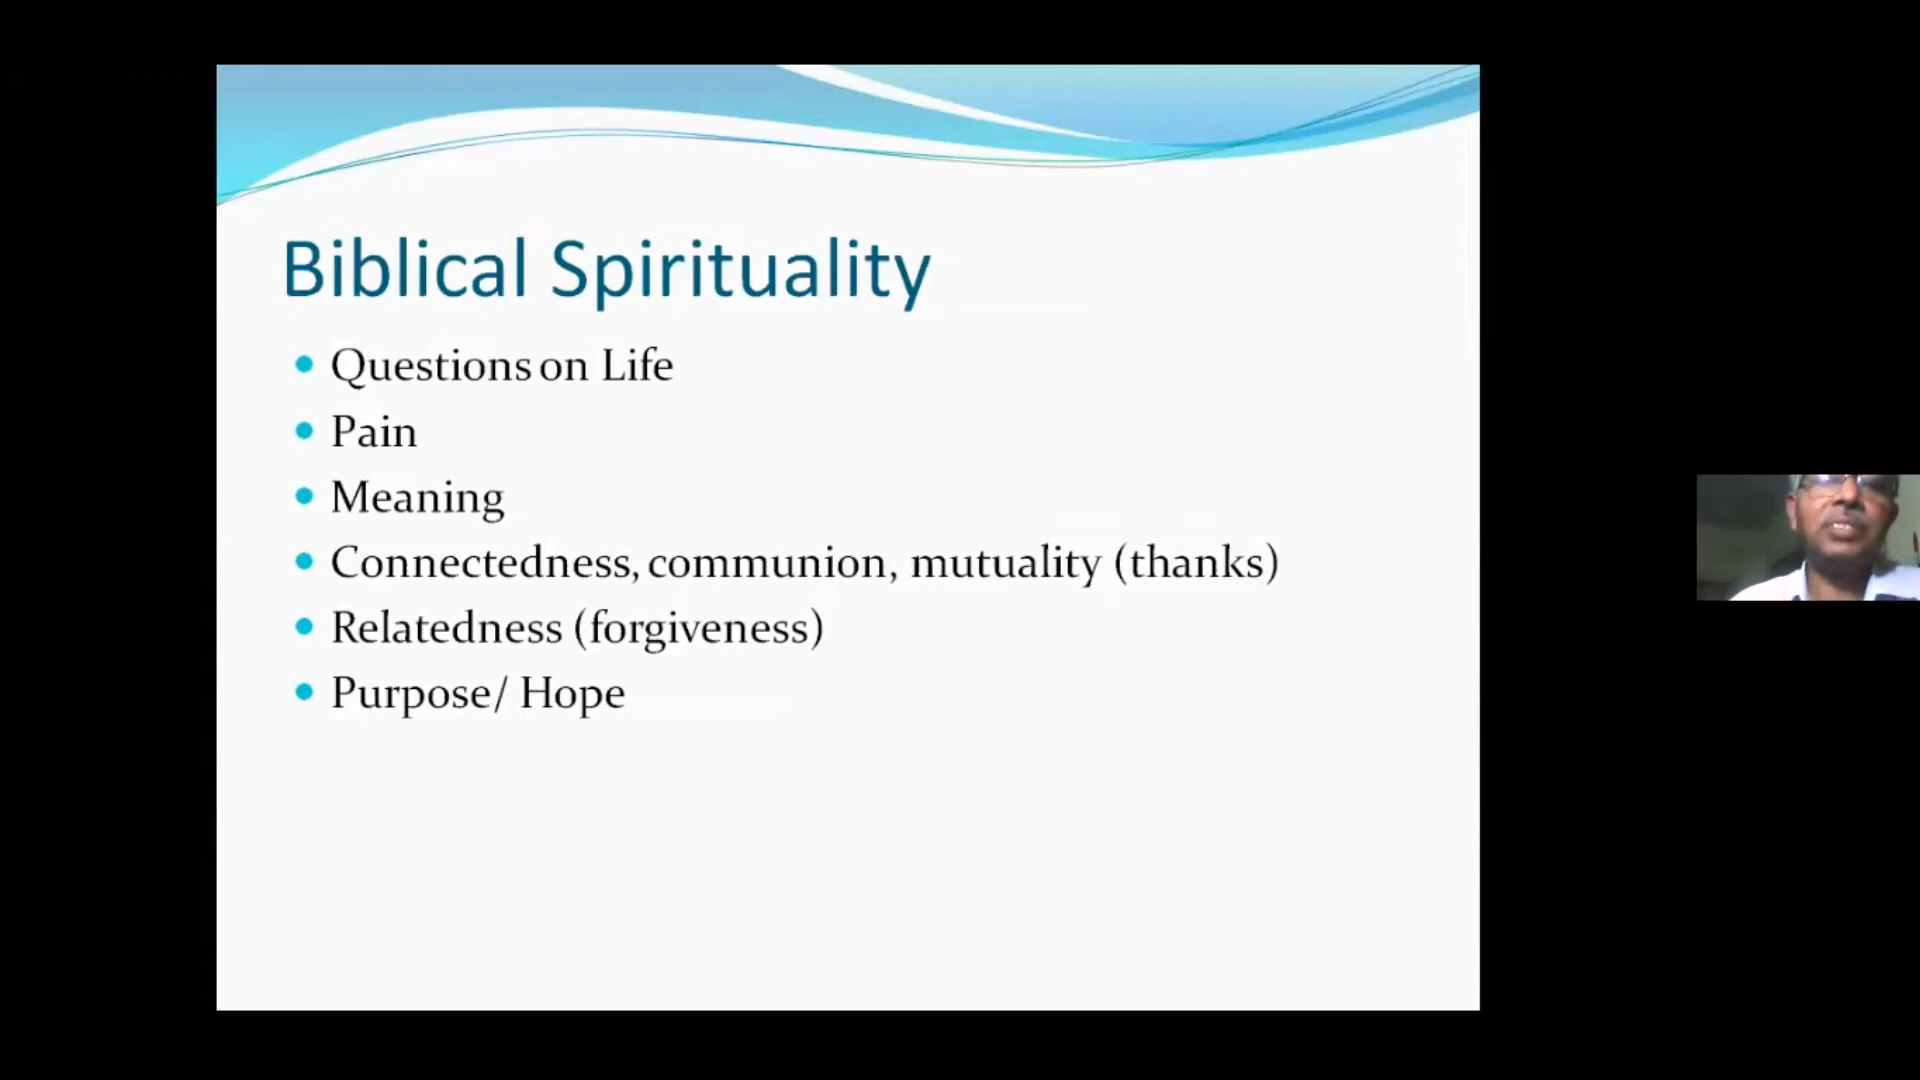 Biblical Spirituality
Questions on Life
Pain
Meaning
Connectedness, communion, mutuality (thanks)
Relatedness (forgiveness)
Purpose/ Hope